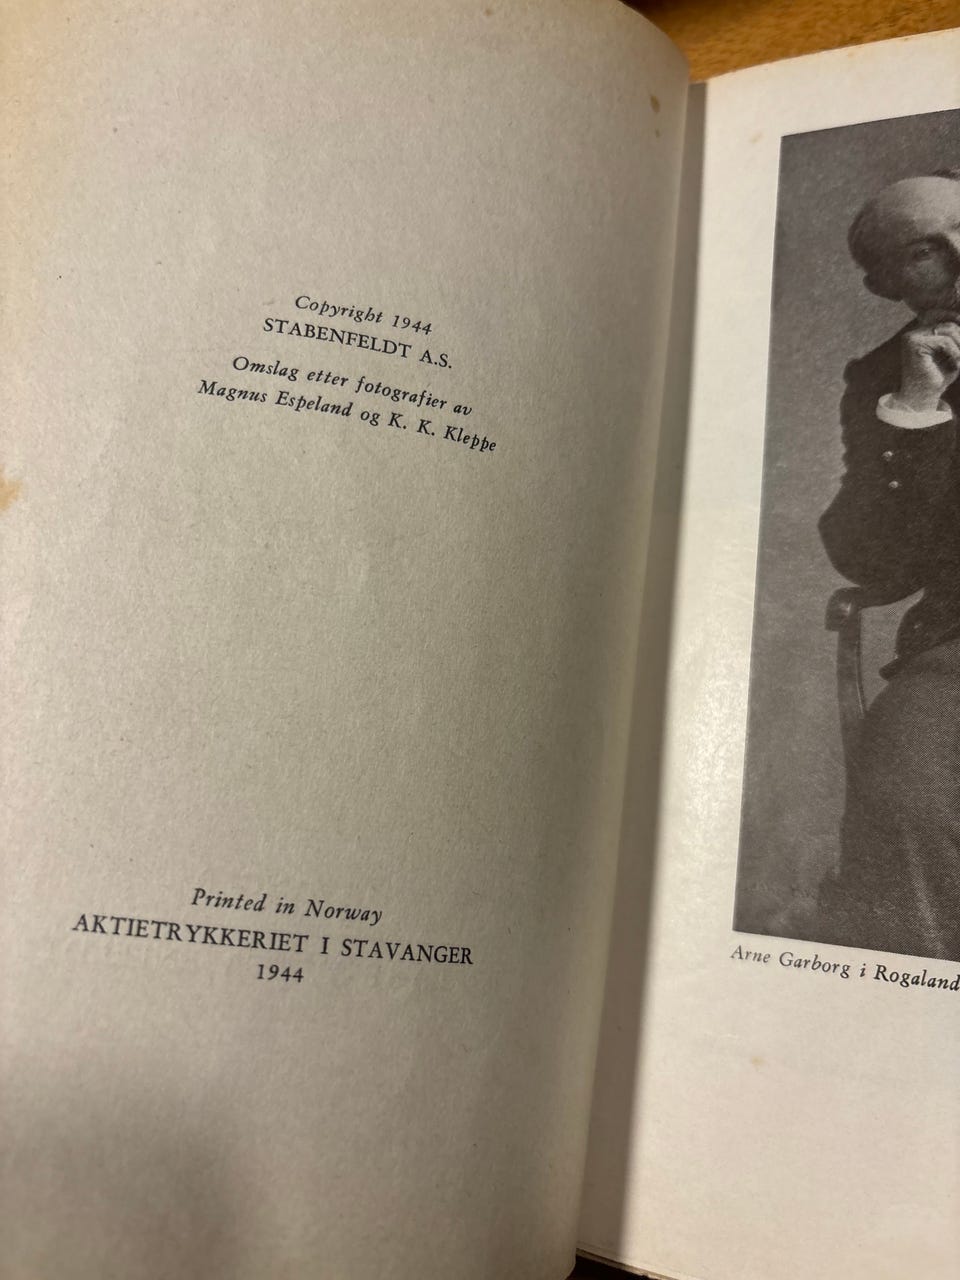 Copyright 1944
STABENFELDT A.S.
Omslag etter fotografier av
Magnus Espeland og K. K. Kleppe
Printed in Norway
AKTIETRYKKERIET I STAVANGER
1944
Arne Garborg i Rogaland